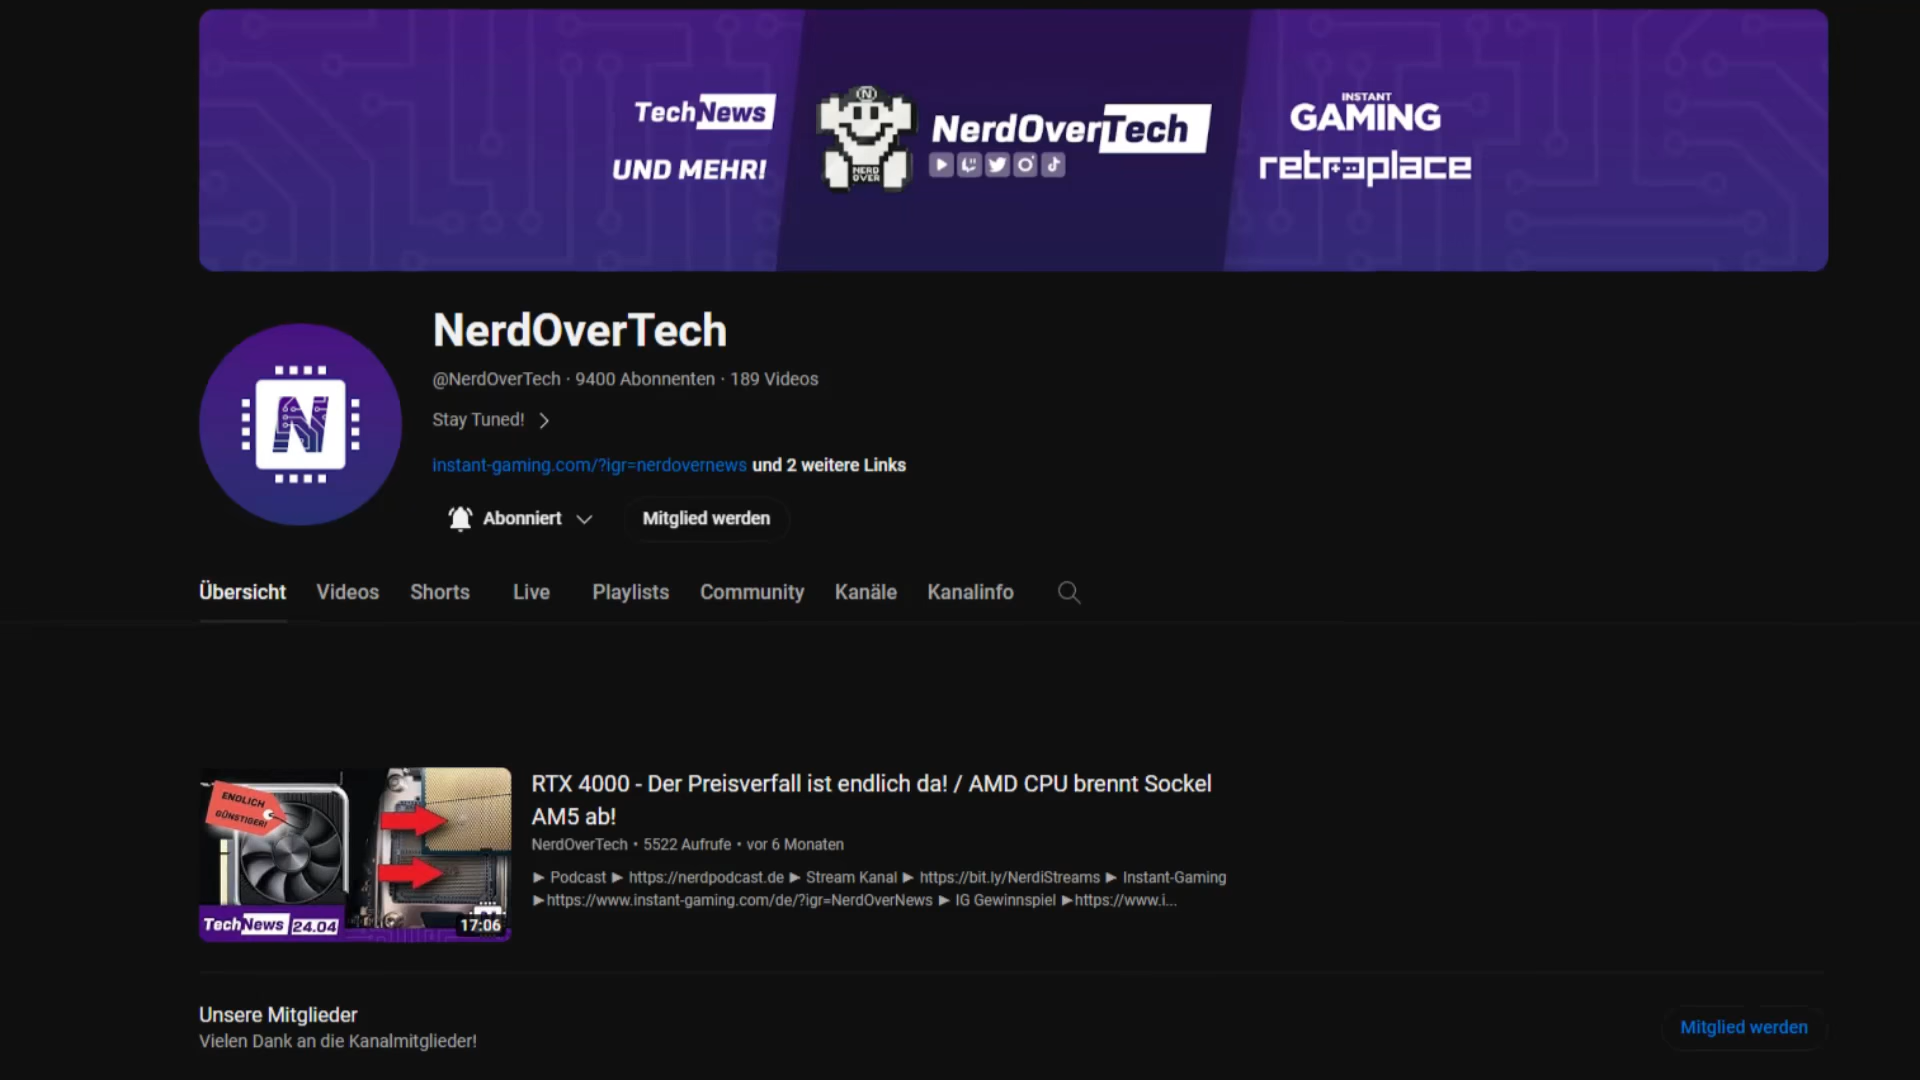 TechNews
UND MEHR!
N
NERD
OVER
NerdOverTech
INSTANT
GAMING
retroplace
N
NerdOverTech
@NerdOverTech · 9400 Abonnenten · 189 Videos
Stay Tuned!
instant-gaming.com/?igr=nerdovernews und 2 weitere Links
Abonniert
Mitglied werden
Übersicht Videos Shorts Live Playlists Community Kanäle Kanalinfo
ENDLICH
GÜNSTIGER!
TechNews 24.04
17:06
RTX 4000 - Der Preisverfall ist endlich da! / AMD CPU brennt Sockel
AM5 ab!
NerdOverTech • 5522 Aufrufe • vor 6 Monaten
► Podcast ► https://nerdpodcast.de ► Stream Kanal ► https://bit.ly/NerdiStreams ► Instant-Gaming
►https://www.instant-gaming.com/de/?igr=NerdOverNews ► IG Gewinnspiel ►https://www.i...
Unsere Mitglieder
Vielen Dank an die Kanalmitglieder!
Mitglied werden